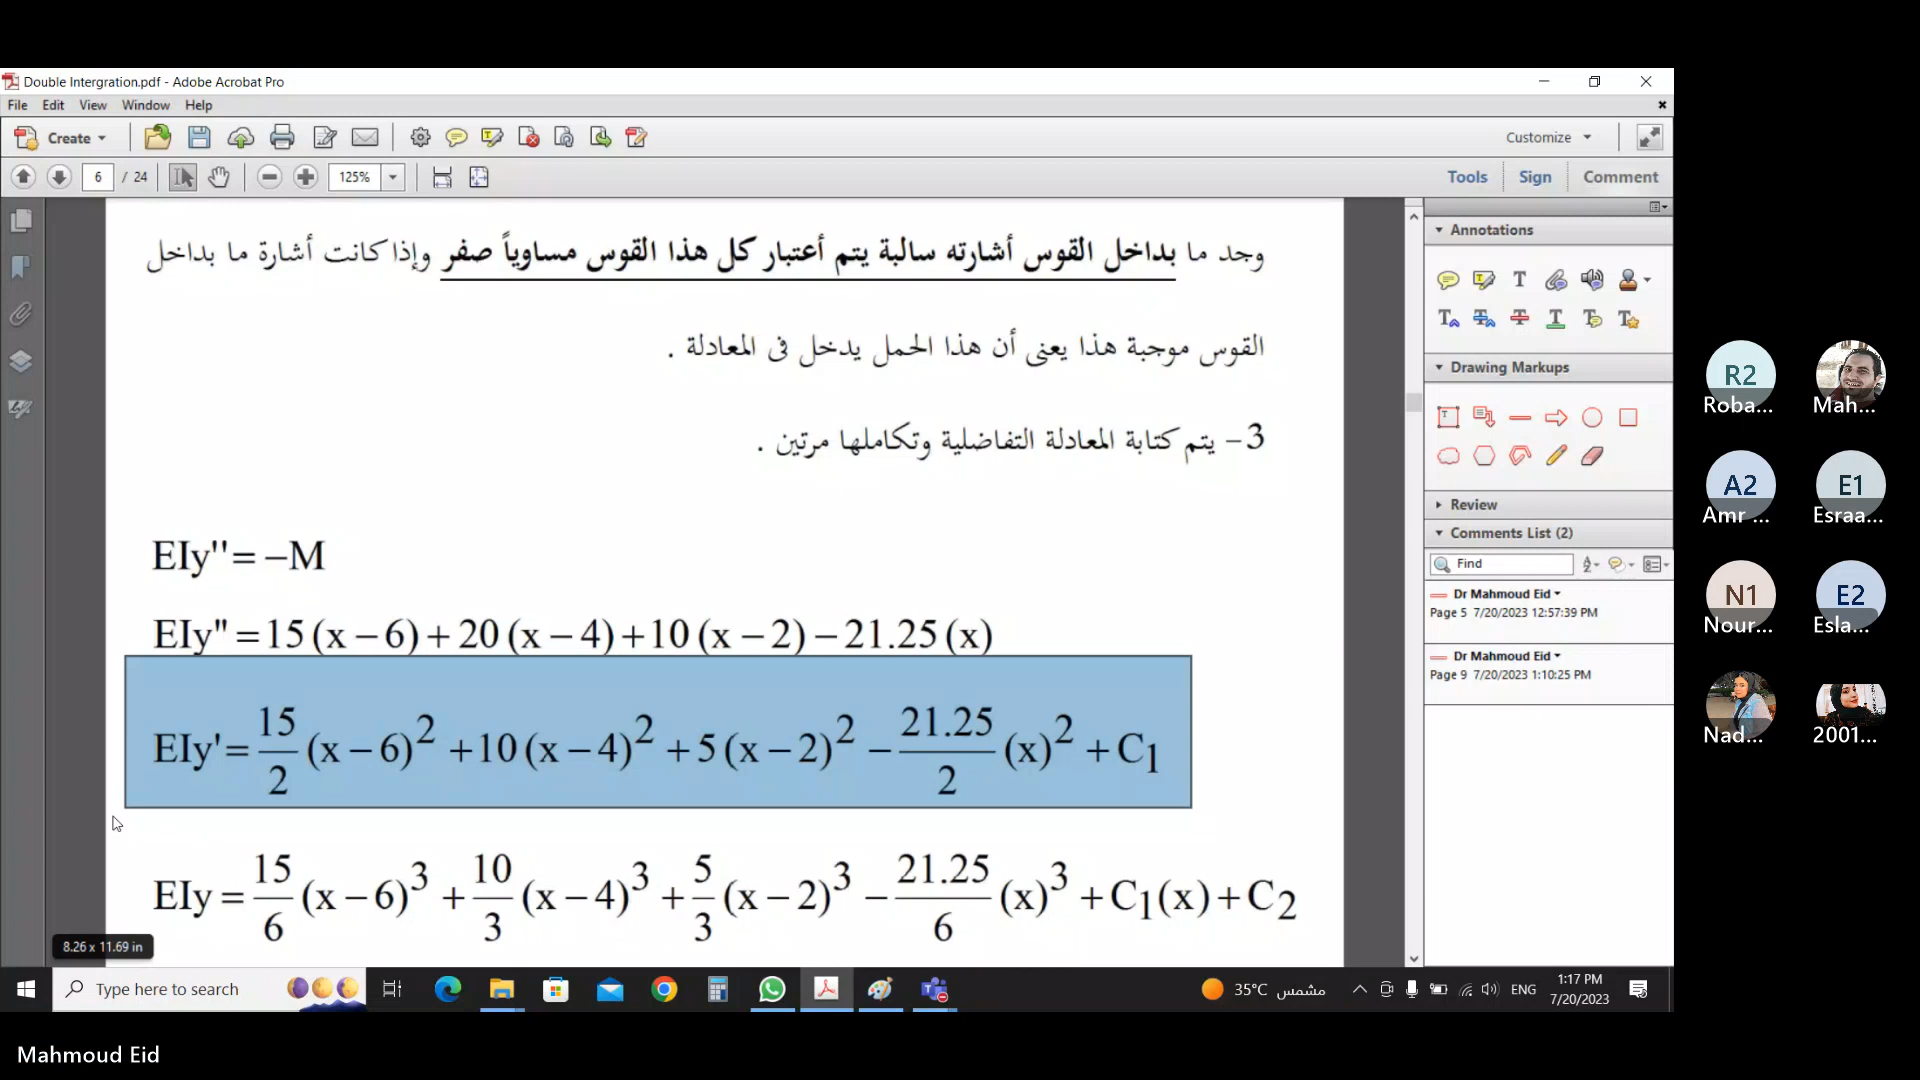 Double Intergration.pdf - Adobe Acrobat Pro
File Edit View Window Help
Create Customize
6 / 24 125% Tools Sign Comment
وجد ما بداخل القوس أشارته سالبة يتم أعتبار كل هذا القوس مساوياً صفر وإذا كانت أشارة ما بداخل
القوس موجبة هذا يعنى أن هذا الحمل يدخل فى المعادلة .
3- يتم كتابة المعادلة التفاضلية وتكاملها مرتين .
EIy''= −M
EIy" = 15 (x − 6) + 20 (x − 4) + 10 (x − 2) − 21.25 (x)
EIy'= 15/2 (x − 6)² + 10 (x − 4)² + 5 (x − 2)² − 21.25/2 (x)² + C₁
EIy = 15/6 (x − 6)³ + 10/3 (x − 4)³ + 5/3 (x − 2)³ − 21.25/6 (x)³ + C₁(x) + C₂
8.26 x 11.69 in
Annotations
Drawing Markups
Review
Comments List (2)
Find
Dr Mahmoud Eid
Page 5 7/20/2023 12:57:39 PM
Dr Mahmoud Eid
Page 9 7/20/2023 1:10:25 PM
R2
Roba...
Mah...
A2
Amr ...
E1
Esraa...
N1
Nour...
E2
Esla...
Nad...
2001...
Type here to search
35°C مشمس
ENG
1:17 PM
7/20/2023
Mahmoud Eid